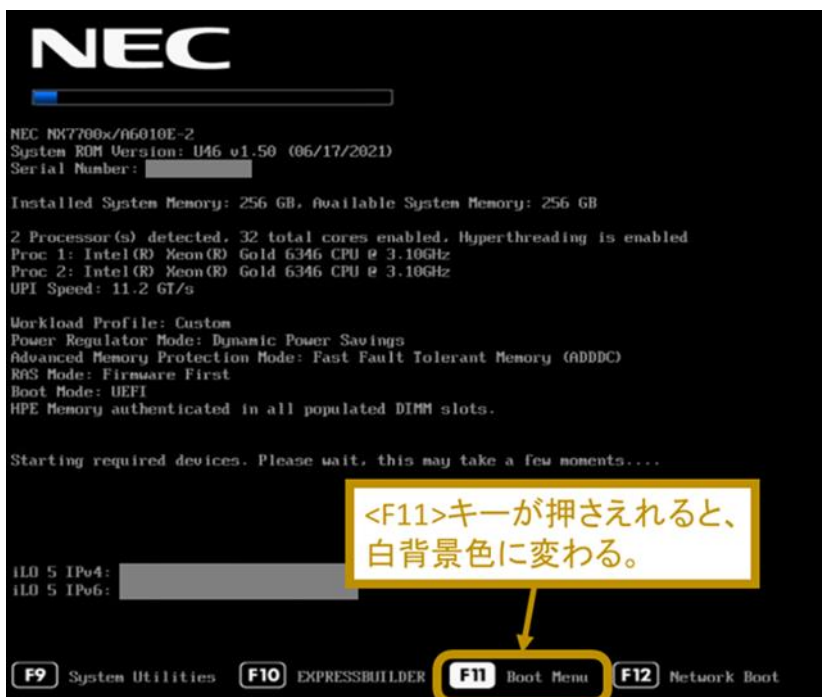 NEC
NEC NX7700x/A6010E-2
System ROM Version: U46 v1.50 (06/17/2021)
Serial Number:
Installed System Memory: 256 GB, Available System Memory: 256 GB
2 Processor(s) detected, 32 total cores enabled, Hyperthreading is enabled
Proc 1: Intel(R) Xeon(R) Gold 6346 CPU @ 3.10GHz
Proc 2: Intel(R) Xeon(R) Gold 6346 CPU @ 3.10GHz
UPI Speed: 11.2 GT/s
Workload Profile: Custom
Power Regulator Mode: Dynamic Power Savings
Advanced Memory Protection Mode: Fast Fault Tolerant Memory (ADDDC)
RAS Mode: Firmware First
Boot Mode: UEFI
HPE Memory authenticated in all populated DIMM slots.
Starting required devices. Please wait, this may take a few moments....
<F11>キーが押さえれると、
白背景色に変わる。
iLO 5 IPv4:
iLO 5 IPv6:
F9 System Utilities F10 EXPRESSBUILDER F11 Boot Menu F12 Network Boot